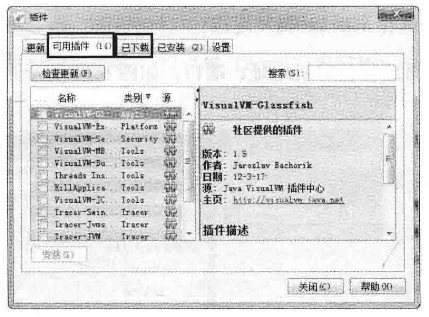 插件
更新 可用插件 (14) 已下载 已安装 (2) 设置
检查更新(U) 搜索(S):
名称 类别 源
VisualVM-Gl...
VisualVM-Glassfish
VisualVM-Ex... Platform
社区提供的插件
VisualVM-Se... Security
VisualVM-MB... Tools
版本: 1.5
VisualVM-Bu... Tools
作者: Jaroslav Bachorik
Threads Ins... Tools
日期: 12-3-17
KillApplica... Tools
源: Java VisualVM 插件中心
VisualVM-JC... Tools
主页: http://visualvm.java.net
Tracer-Swin... Tracer
Tracer-Jvms... Tracer
插件描述
Tracer-JVM ... Tracer
安装(I)
关闭(C) 帮助(H)